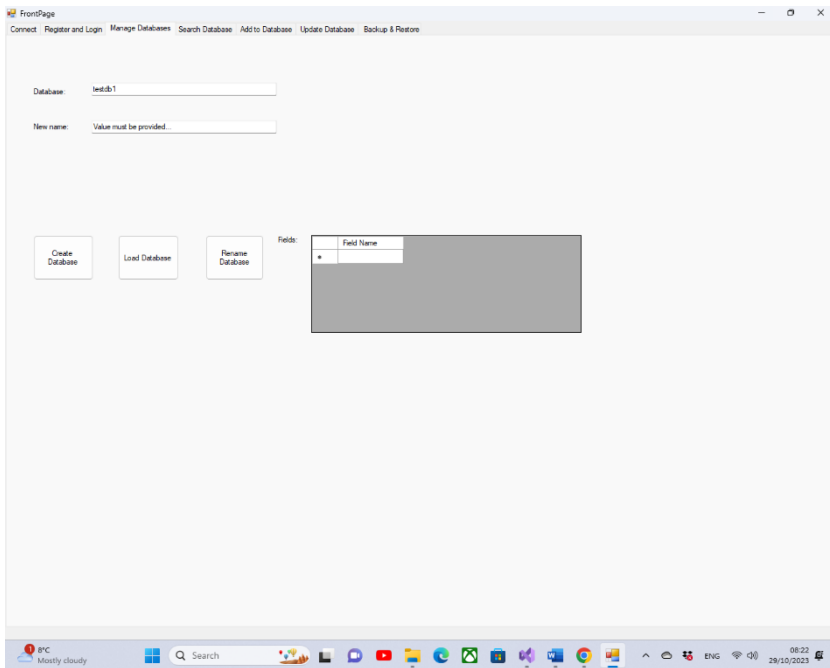 FrontPage
Connect Register and Login Manage Databases Search Database Add to Database Update Database Backup & Restore
Database: testdb1
New name: Value must be provided...
Create Database
Load Database
Rename Database
Fields:
Field Name
*
1
8°C
Mostly cloudy
Search
ENG
08:22
29/10/2023